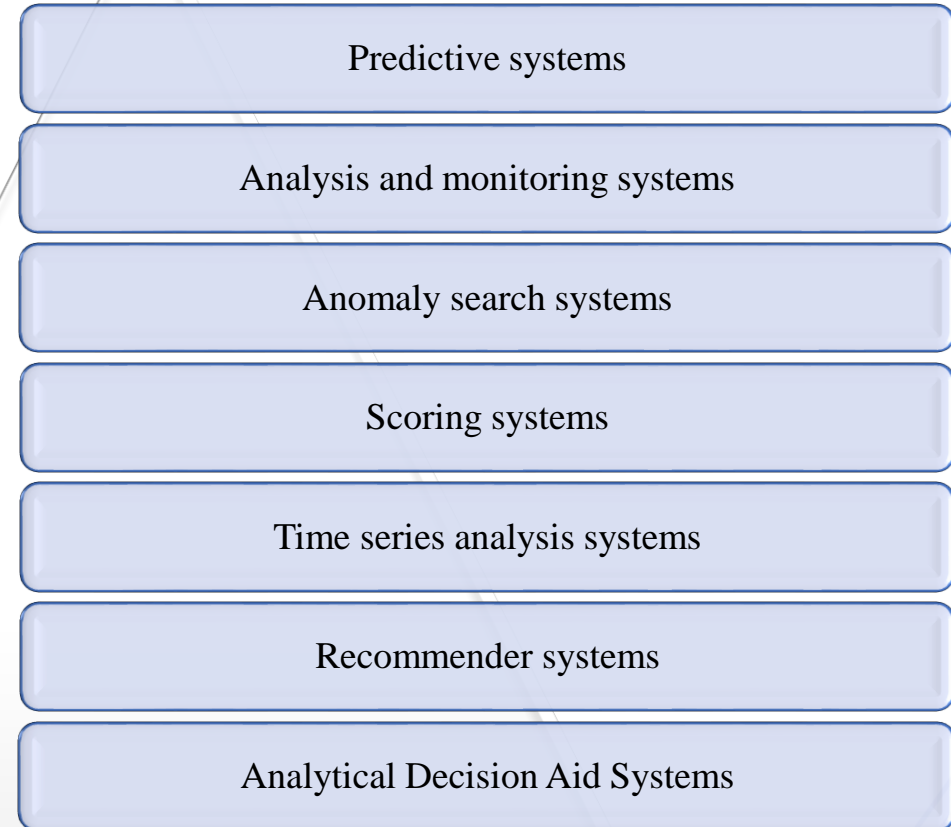 Predictive systems
Analysis and monitoring systems
Anomaly search systems
Scoring systems
Time series analysis systems
Recommender systems
Analytical Decision Aid Systems